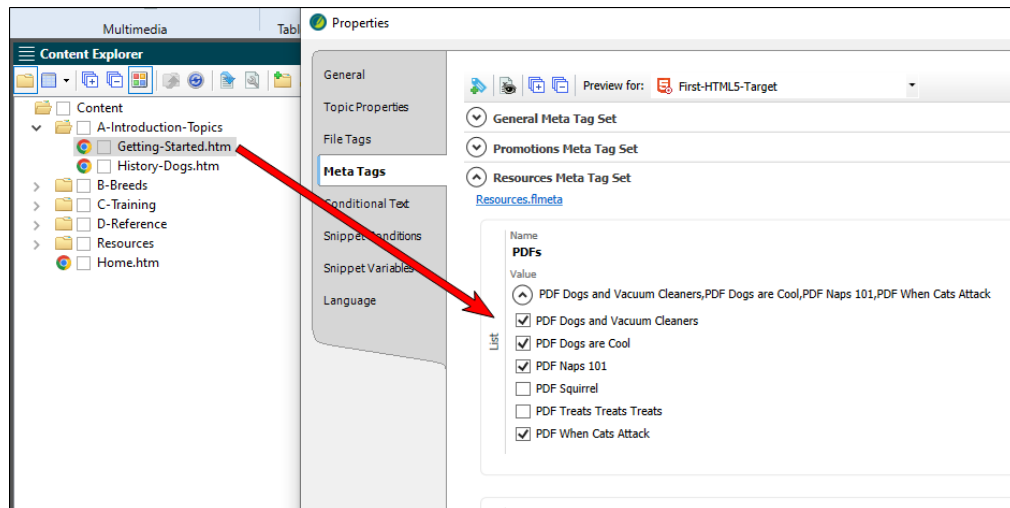 Multimedia
Tabl
Content Explorer
Content
A-Introduction-Topics
Getting-Started.htm
History-Dogs.htm
B-Breeds
C-Training
D-Reference
Resources
Home.htm
Properties
General
Topic Properties
File Tags
Meta Tags
Conditional Text
Snippet Conditions
Snippet Variables
Language
Preview for: First-HTML5-Target
General Meta Tag Set
Promotions Meta Tag Set
Resources Meta Tag Set
Resources.flmeta
List
Name
PDFs
Value
PDF Dogs and Vacuum Cleaners,PDF Dogs are Cool,PDF Naps 101,PDF When Cats Attack
PDF Dogs and Vacuum Cleaners
PDF Dogs are Cool
PDF Naps 101
PDF Squirrel
PDF Treats Treats Treats
PDF When Cats Attack